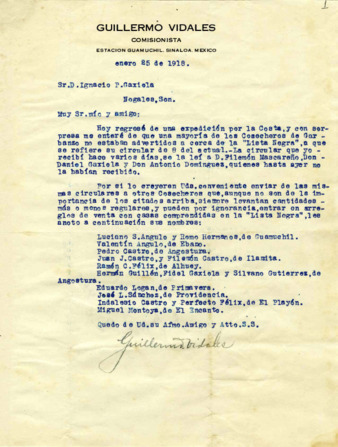 1
GUILLERMO VIDALES
COMISIONISTA
ESTACION GUAMUCHIL, SINALOA, MEXICO
enero 25 de 1918.
Sr.D.Ignacio P.Gaxiola
Nogales,Son.
Muy Sr.mío y amigo:
Hoy regresé de una expedición por la Costa,y con sor-
presa me enteré de que una mayoría de los Cosecheros de Gar-
banzo no estaban advertidos a cerca de la "Lista Negra",a que
se refiere su circular de 8 del actual.La circular que yo-
recibí hace varios días,se la leí a D.Filemón Mascareño,Don-
Daniel Gaxiola y Don Antonio Dominguez,quienes hasta ayer no
la habían recibido.
Por si lo creyeren Uds.conveniente enviar de las mis-
mas circulares a otros Cosecheros que,aunque no son de la
importancia de los citados arriba,siempre levantan cantidades-
más o menos regulares,y pueden por ignorancia,entrar en arre-
glos de venta con casas comprendidas en la "Lista Negra",les
anoto a continuación sus nombres:
Luciano S.Angulo y Hermanos,de Guamuchil.
Valentín Angulo,de Ebano.
Pedro Castro,de Angostura.
Juan J.Castro,y Filemón Castro,de Ilamita.
Ramón C.Félix,de Alhuey.
Hermán Guillén,Fidel Gaxiola y Silvano Gutierrez,de
Angostura.
Eduardo Logan,de Primavera.
José L.Sánchez,de Providencia.
Indalecio Castro y Perfecto Félix,de El Playón.
Miguel Montoya,de El Encanto.
Quedo de Ud.su Afmo.Amigo y Atto.S.S.
Guillermo Vidales